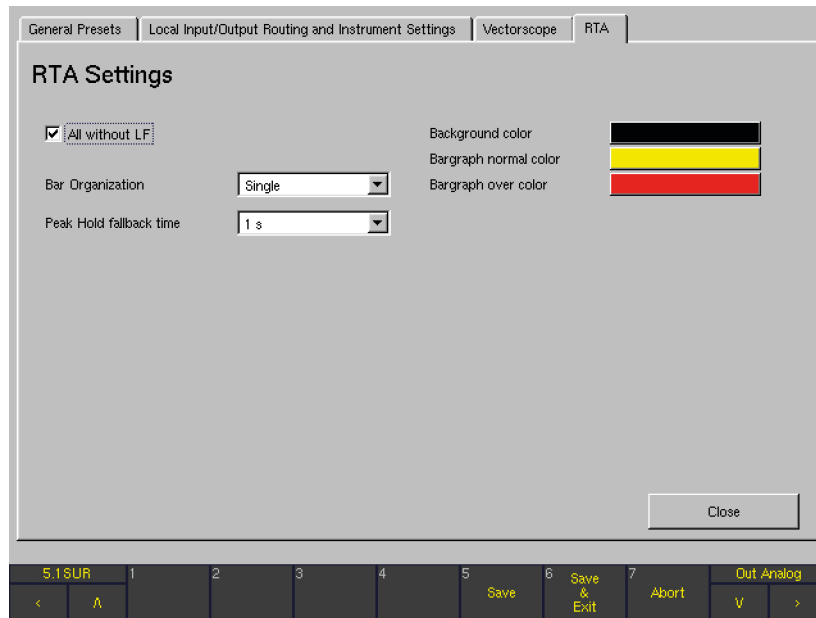 General Presets
Local Input/Output Routing and Instrument Settings
Vectorscope
RTA
RTA Settings
All without LF
Background color
Bargraph normal color
Bar Organization
Single
Bargraph over color
Peak Hold fallback time
1 s
Close
5.1SUR
1
2
3
4
5
Save
6
Save
&
Exit
7
Abort
Out Analog
<
Λ
V
>